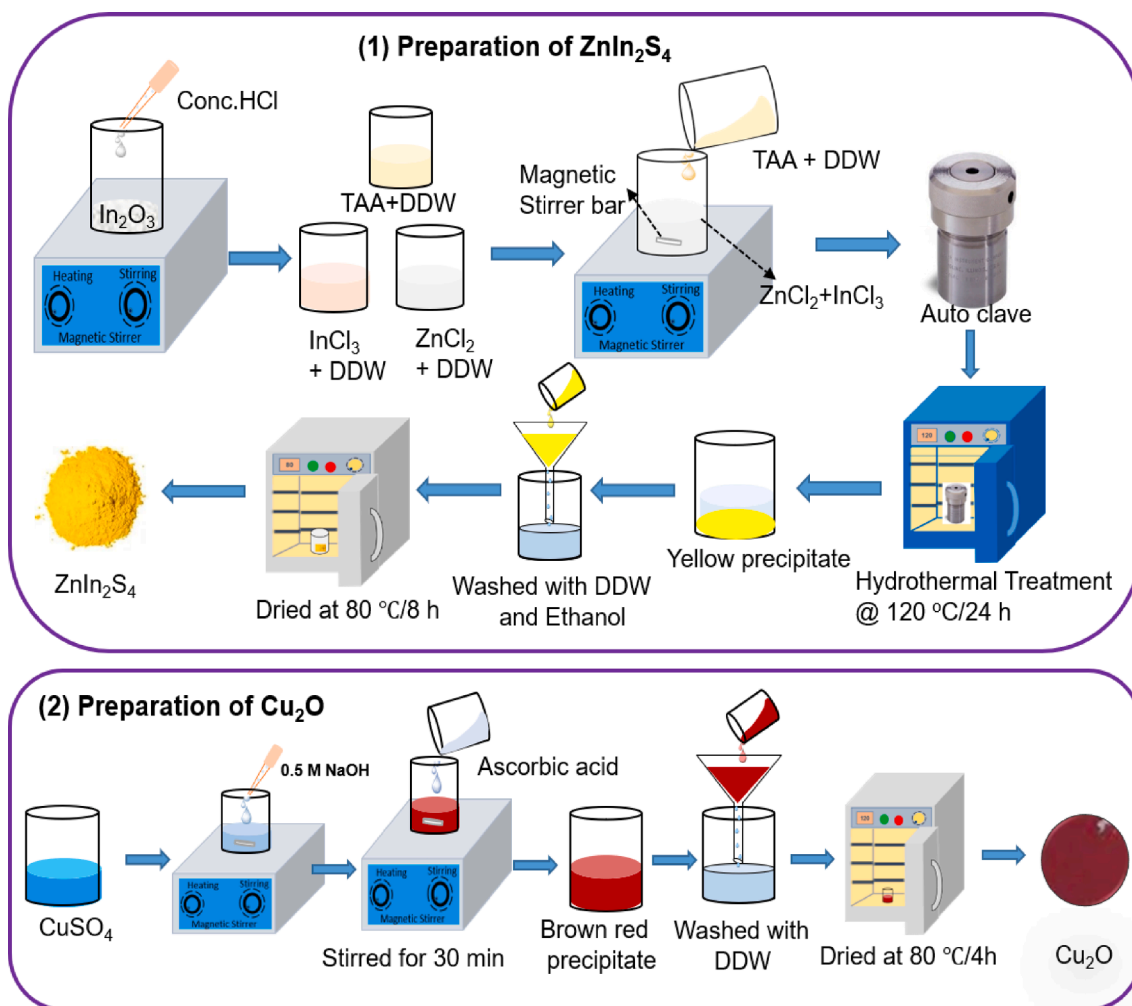 (1) Preparation of ZnIn₂S₄
Conc.HCl
In₂O₃
Heating Stirring
Magnetic Stirrer
TAA+DDW
InCl₃
+ DDW
ZnCl₂
+ DDW
Magnetic
Stirrer bar
TAA + DDW
ZnCl₂+InCl₃
Heating Stirring
Magnetic Stirrer
Auto clave
120
Hydrothermal Treatment
@ 120 °C/24 h
Yellow precipitate
Washed with DDW
and Ethanol
80
Dried at 80 ℃/8 h
ZnIn₂S₄
(2) Preparation of Cu₂O
CuSO₄
0.5 M NaOH
Heating Stirring
Magnetic Stirrer
Ascorbic acid
Heating Stirring
Magnetic Stirrer
Stirred for 30 min
Brown red
precipitate
Washed with
DDW
120
Dried at 80 ℃/4h
Cu₂O